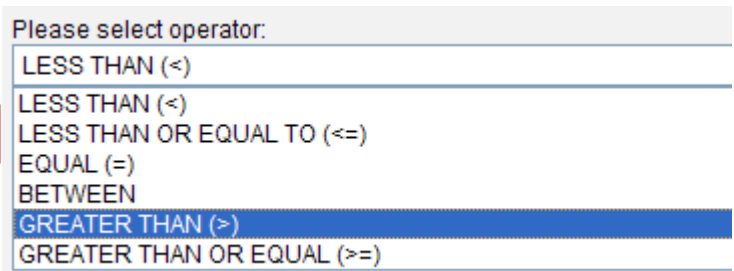 Please select operator:
LESS THAN (<)
LESS THAN (<)
LESS THAN OR EQUAL TO (<=)
EQUAL (=)
BETWEEN
GREATER THAN (>)
GREATER THAN OR EQUAL (>=)